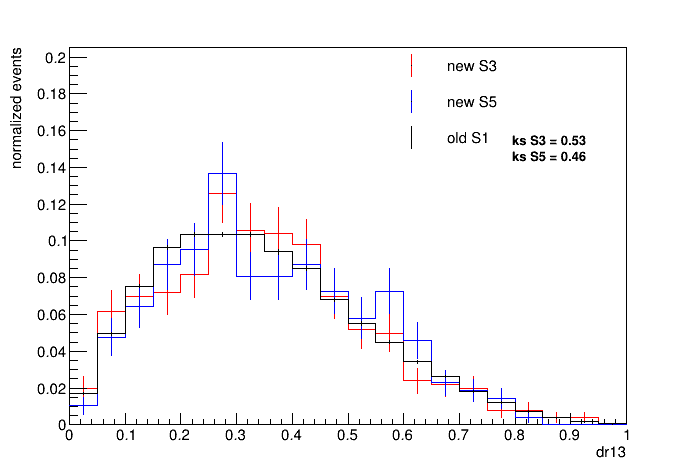 normalized events
0.2
0.18
0.16
0.14
0.12
0.1
0.08
0.06
0.04
0.02
0
new S3
new S5
old S1
ks S3 = 0.53
ks S5 = 0.46
0 0.1 0.2 0.3 0.4 0.5 0.6 0.7 0.8 0.9 1
dr13